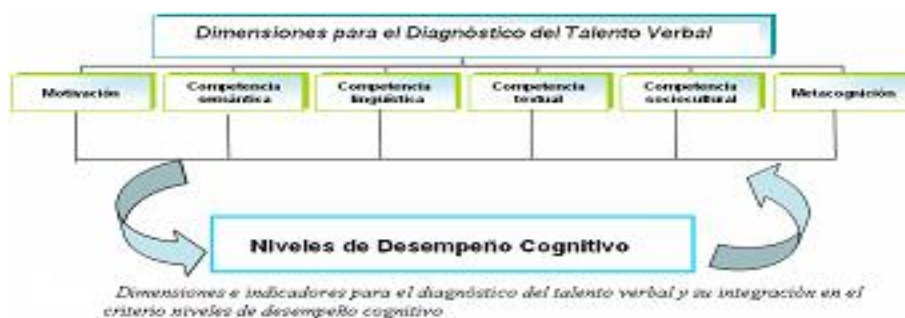 Dimensiones para el Diagnóstico del Talento Verbal
Motivación
Competencia
semántica
Competencia
lingüística
Competencia
textual
Competencia
sociocultural
Metacognición
Niveles de Desempeño Cognitivo
Dimensiones e indicadores para el diagnóstico del talento verbal y su integración en el
criterio niveles de desempeño cognitivo